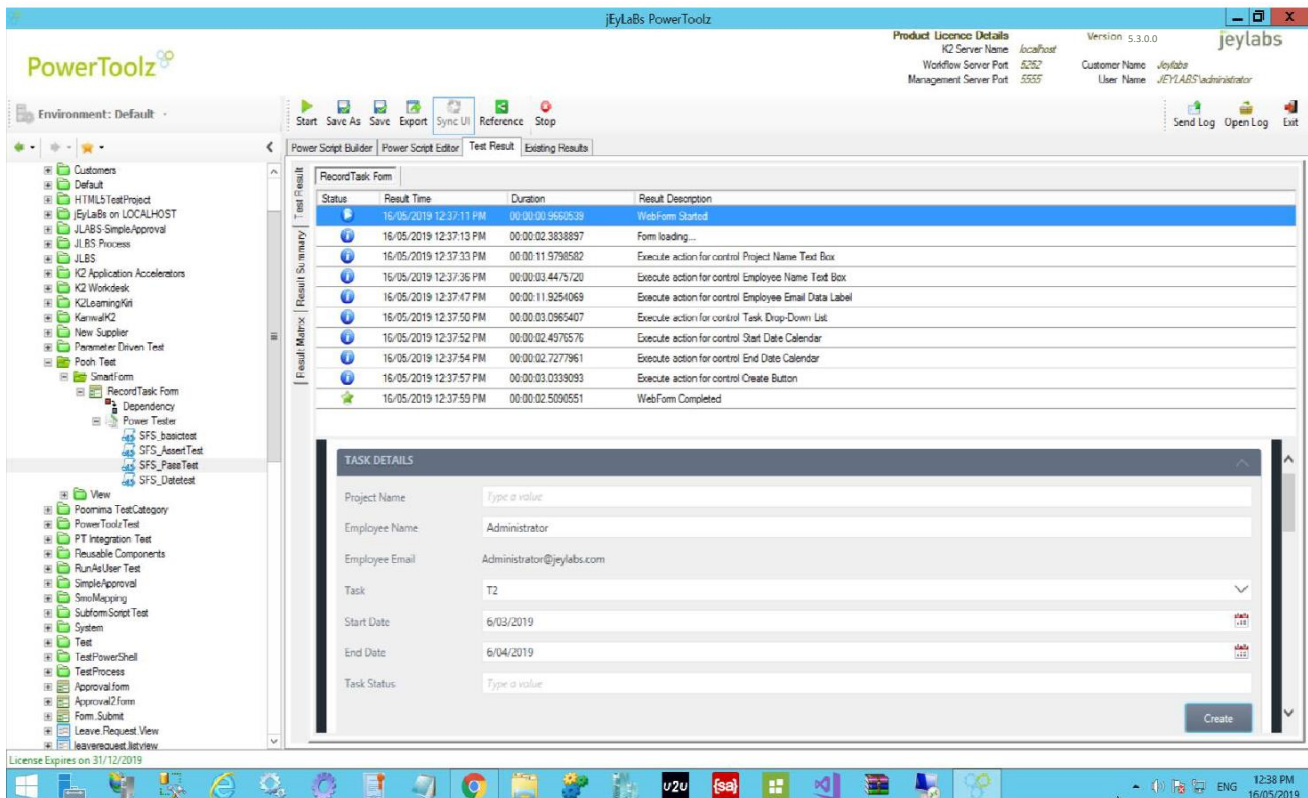 jEyLaBs PowerToolz
PowerToolz
Product Licence Details
K2 Server Name localhost
Workflow Server Port 5252
Management Server Port 5555
Version 5.3.0.0
Customer Name Jeylabs
User Name JEYLABS\administrator
jeylabs
Environment: Default
Start Save As Save Export Sync UI Reference Stop
Send Log Open Log Exit
Power Script Builder Power Script Editor Test Result Existing Results
Customers
Default
HTML5TestProject
jEyLaBs on LOCALHOST
JLABS-SimpleApproval
JLBS Process
JLBS
K2 Application Accelerators
K2 Workdesk
K2LearningKiri
KanwalK2
New Supplier
Parameter Driven Test
Pooh Test
SmartForm
RecordTask Form
Dependency
Power Tester
SFS_basictest
SFS_AssertTest
SFS_PassTest
SFS_Datetest
View
Poornima TestCategory
PowerToolzTest
PT Integration Test
Reusable Components
RunAsUser Test
SimpleApproval
SmoMapping
SubformScriptTest
System
Test
TestPowerShell
TestProcess
Approval.form
Approval2.form
Form.Submit
Leave.Request.View
leaverequest.listview
Test Result
Result Summary
Result Matrix
RecordTask Form
Status Result Time Duration Result Description
16/05/2019 12:37:11 PM 00:00:00.9660539 WebForm Started
16/05/2019 12:37:13 PM 00:00:02.3838897 Form loading...
16/05/2019 12:37:33 PM 00:00:11.9798582 Execute action for control Project Name Text Box
16/05/2019 12:37:36 PM 00:00:03.4475720 Execute action for control Employee Name Text Box
16/05/2019 12:37:47 PM 00:00:11.9254069 Execute action for control Employee Email Data Label
16/05/2019 12:37:50 PM 00:00:03.0965407 Execute action for control Task Drop-Down List
16/05/2019 12:37:52 PM 00:00:02.4976576 Execute action for control Start Date Calendar
16/05/2019 12:37:54 PM 00:00:02.7277961 Execute action for control End Date Calendar
16/05/2019 12:37:57 PM 00:00:03.0339093 Execute action for control Create Button
16/05/2019 12:37:59 PM 00:00:02.5090551 WebForm Completed
TASK DETAILS
Project Name Type a value
Employee Name Administrator
Employee Email Administrator@jeylabs.com
Task T2
Start Date 6/03/2019
End Date 6/04/2019
Task Status Type a value
Create
License Expires on 31/12/2019
u2u
{sa}
ENG
12:38 PM
16/05/2019